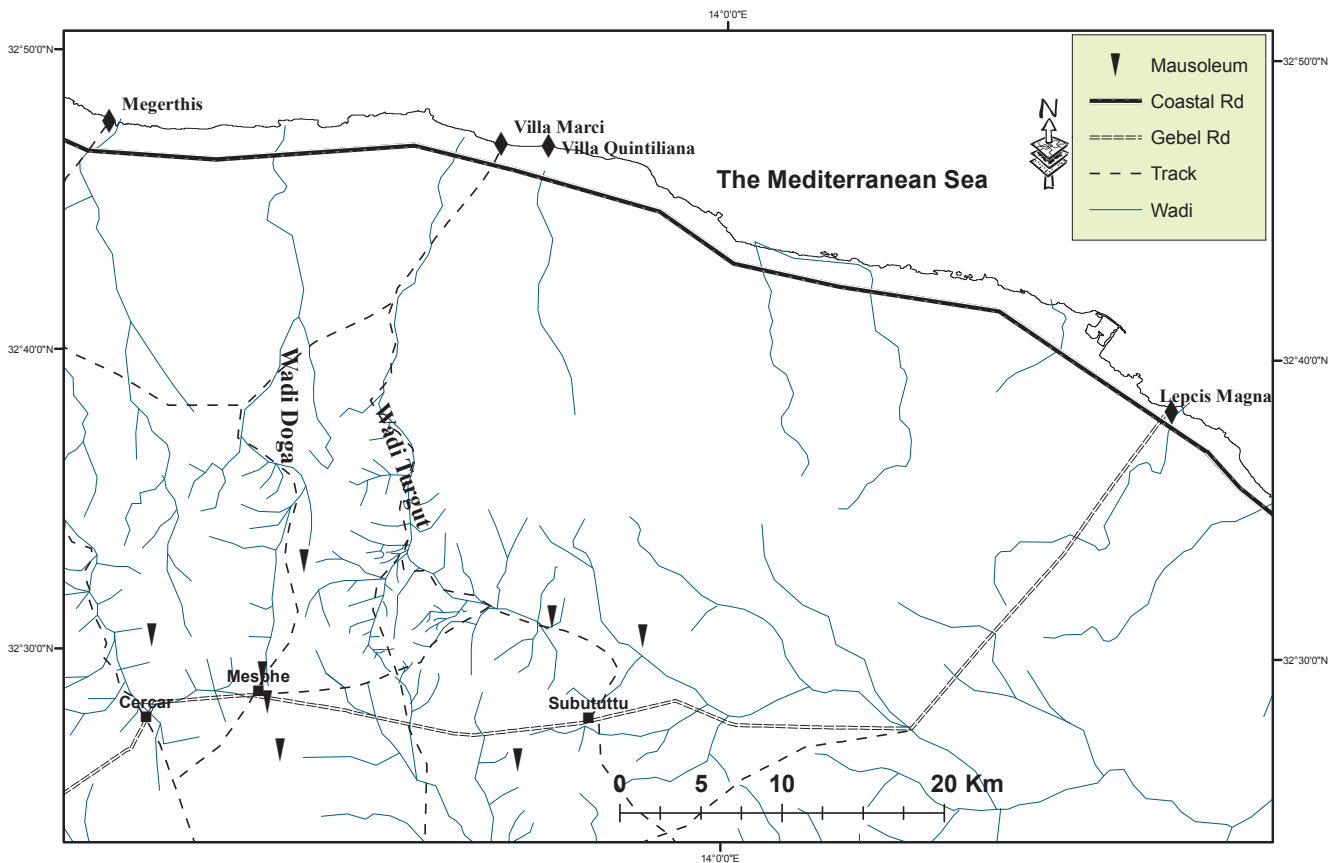 14°0'0"E
32°50'0"N
32°50'0"N
Mausoleum
Coastal Rd
Gebel Rd
Track
Wadi
N
Megerthis
Villa Marci
Villa Quintiliana
The Mediterranean Sea
32°40'0"N
32°40'0"N
Wadi Doga
Wadi Turgut
Lepcis Magna
32°30'0"N
32°30'0"N
Mesphe
Cercar
Subututtu
0 5 10 20 Km
14°0'0"E